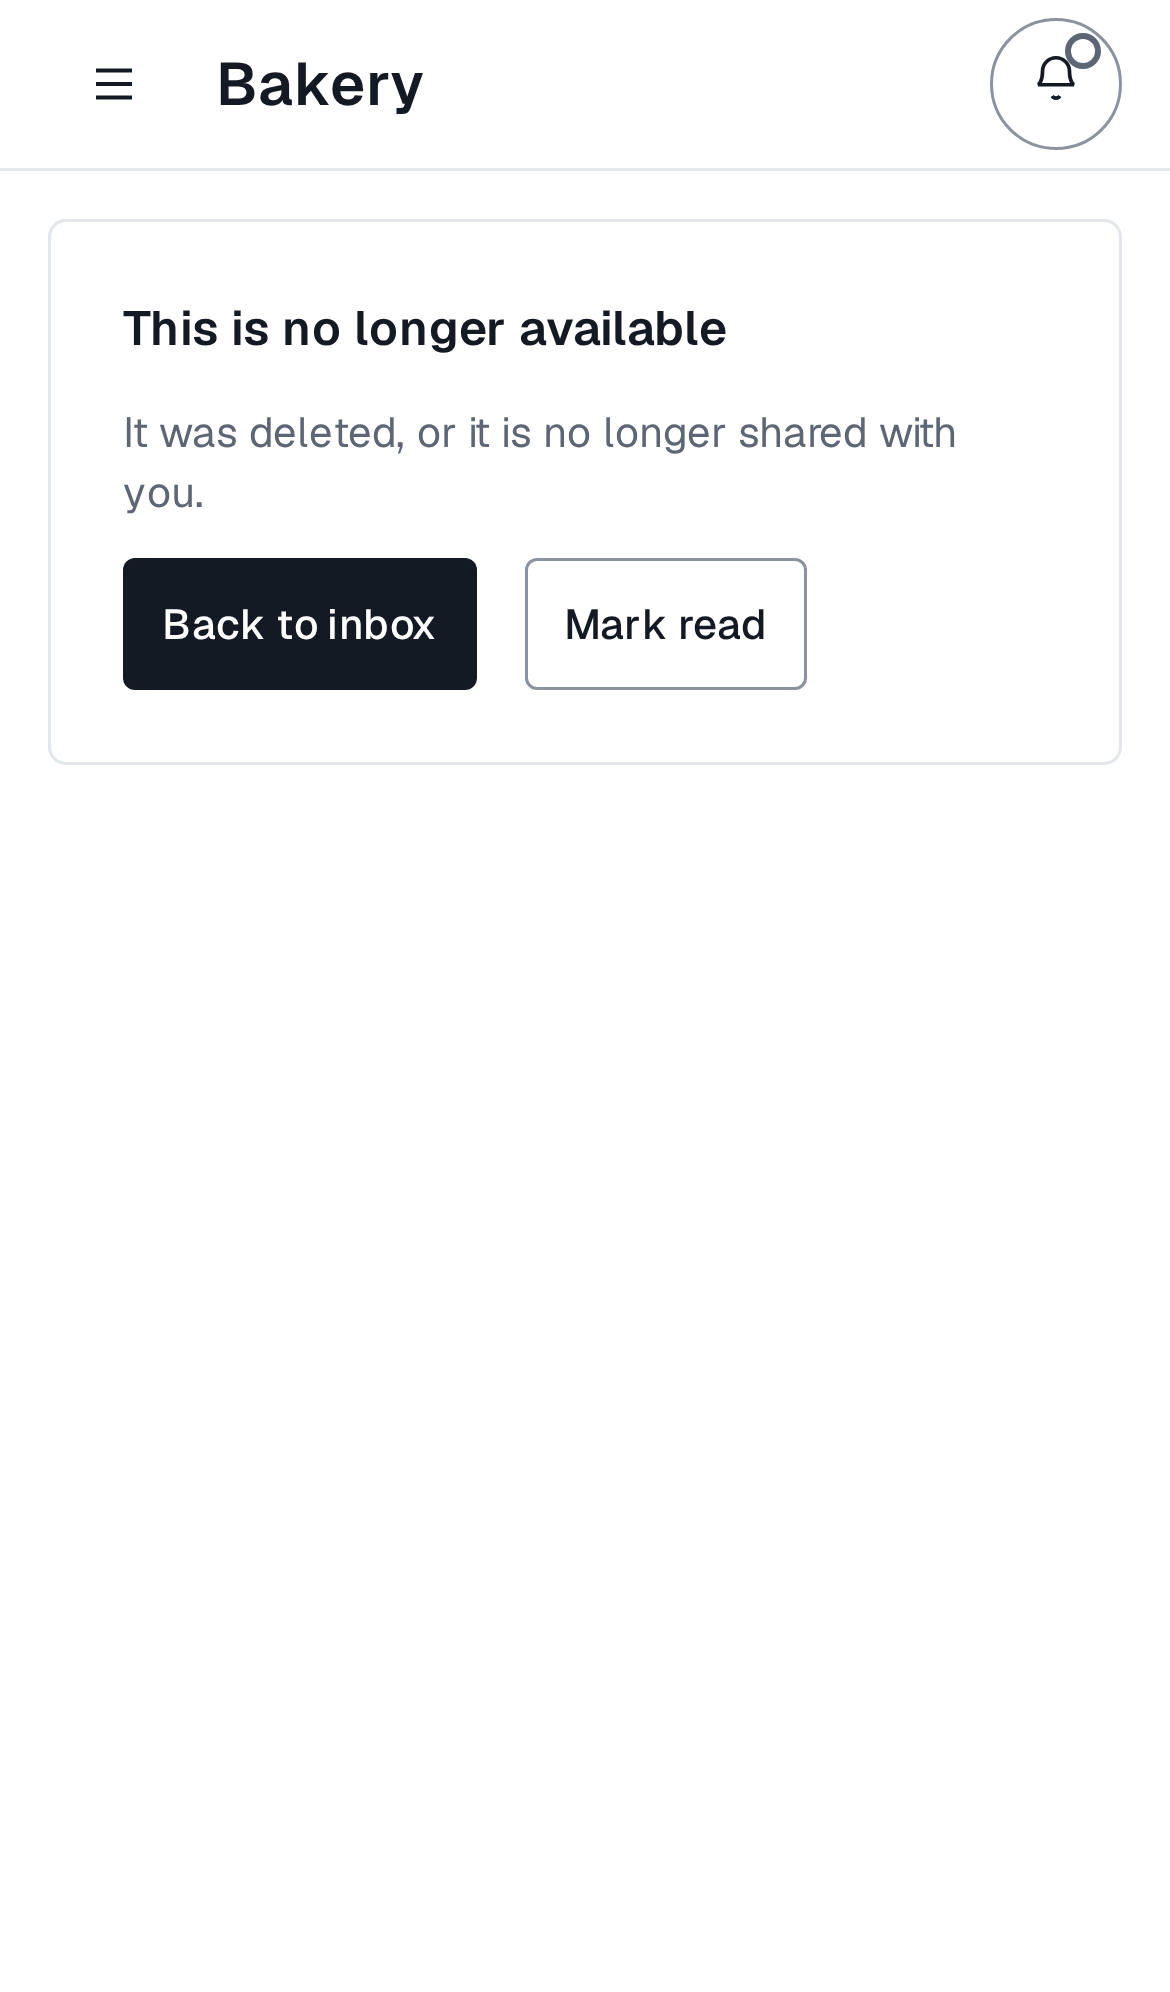 Bakery
This is no longer available
It was deleted, or it is no longer shared with
you.
Back to inbox
Mark read